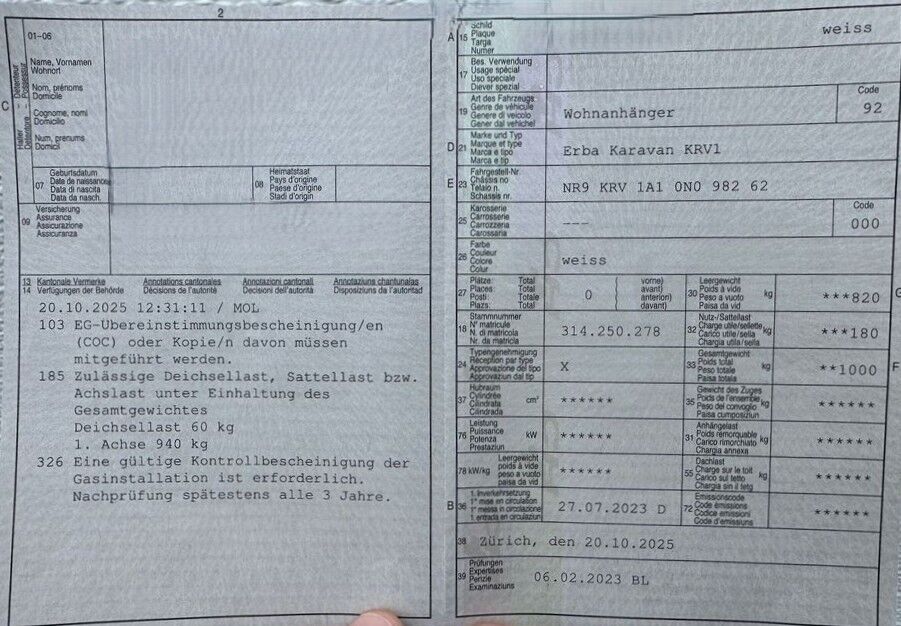 2
01-06
Name, Vornamen
Wohnort
Nom, prénoms
Domicile
Cognome, nomi
Domicilio
Num, prenums
Domicil
C
07 Geburtsdatum
Date de naissance
Data di nascita
Data da nasch.
08 Heimatstaat
Pays d'origine
Paese d'origine
Stadi d'origin
09 Versicherung
Assurance
Assicurazione
Assicuranza
13 Kantonale Vermerke Annotations cantonales Annotazioni cantonali Annotaziuns chantunalas
14 Verfügungen der Behörde Décisions de l'autorité Decisioni dell'autorità Disposiziuns da l'autoritad
20.10.2025 12:31:11 / MOL
103 EG-Übereinstimmungsbescheinigung/en
(COC) oder Kopie/n davon müssen
mitgeführt werden.
185 Zulässige Deichsellast, Sattellast bzw.
Achslast unter Einhaltung des
Gesamtgewichtes
Deichsellast 60 kg
1. Achse 940 kg
326 Eine gültige Kontrollbescheinigung der
Gasinstallation ist erforderlich.
Nachprüfung spätestens alle 3 Jahre.
A 15 Schild
Plaque
Targa
Numer
weiss
17 Bes. Verwendung
Usage spécial
Uso speciale
Diever spezial
19 Art des Fahrzeugs
Genre de véhicule
Genere di veicolo
Gener dal vehichel
Wohnanhänger
Code
92
D 21 Marke und Typ
Marque et type
Marca e tipo
Marca e tip
Erba Karavan KRV1
E 23 Fahrgestell-Nr.
Châssis no
Telaio n.
Schassis nr.
NR9 KRV 1A1 0N0 982 62
25 Karosserie
Carrosserie
Carrozzeria
Carossaria
---
Code
000
26 Farbe
Couleur
Colore
Colur
weiss
27 Plätze: Total
Places: Total
Posti: Totale
Plazs: Total
0
vorne)
avant)
anteriori)
davant)
30 Leergewicht
Poids à vide
Peso a vuoto
Paisa da vid
kg
***820
G
18 Stammnummer
N° matricule
N. di matricola
Nr. da matricla
314.250.278
32 Nutz-/Sattellast
Charge utile/sellette
Carico utile/sella
Chargia utila/sella
kg
***180
24 Typengenehmigung
Réception par type
Approvazione del tipo
Approvaziun dal tip
X
33 Gesamtgewicht
Poids total
Peso totale
Paisa totala
kg
**1000
F
37 Hubraum
Cylindrée
Cilindrata
Cilindrada
cm³
******
35 Gewicht des Zuges
Poids de l'ensemble
Peso del convoglio
Paisa cumposiziun
kg
******
76 Leistung
Puissance
Potenza
Prestaziun
kW
******
31 Anhängelast
Poids remorquable
Carico rimorchiato
Chargia annexa
kg
******
78 kW/kg
Leergewicht
poids à vide
peso a vuoto
paisa da vid
******
55 Dachlast
Charge sur le toit
Carico sul tetto
Chargia sin il tetg
kg
******
B 36 1. Inverkehrsetzung
1re mise en circulation
1a messa in circolazione
1. entrada en circulaziun
27.07.2023 D
72 Emissionscode
Code émissions
Codice emissioni
Code d'emissiuns
******
38 Zürich, den 20.10.2025
39 Prüfungen
Expertises
Perizie
Examinaziuns
06.02.2023 BL